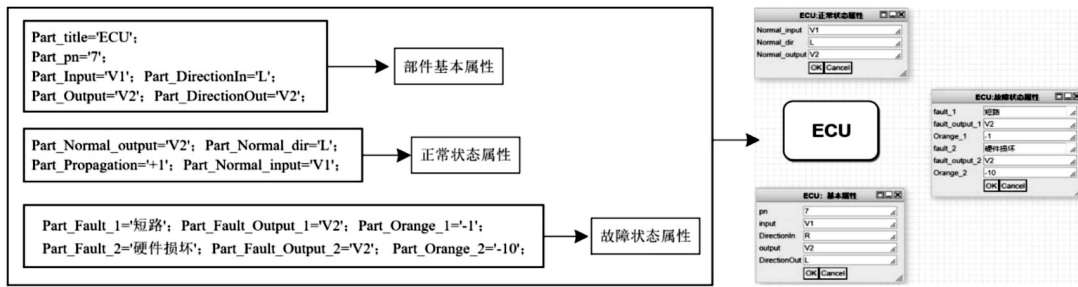 Part_title='ECU';
Part_pn='7';
Part_Input='V1'; Part_DirectionIn='L';
Part_Output='V2'; Part_DirectionOut='V2';
部件基本属性
Part_Normal_output='V2'; Part_Normal_dir='L';
Part_Propagation='+1'; Part_Normal_input='V1';
正常状态属性
Part_Fault_1='短路'; Part_Fault_Output_1='V2'; Part_Orange_1='-1';
Part_Fault_2='硬件损坏'; Part_Fault_Output_2='V2'; Part_Orange_2='-10';
故障状态属性
ECU:正常状态属性
Normal_input V1
Normal_dir L
Normal_output V2
OK Cancel
ECU
ECU:故障状态属性
fault_1 短路
fault_output_1 V2
Orange_1 -1
fault_2 硬件损坏
fault_output_2 V2
Orange_2 -10
OK Cancel
ECU: 基本属性
pn 7
input V1
DirectionIn R
output V2
DirectionOut L
OK Cancel